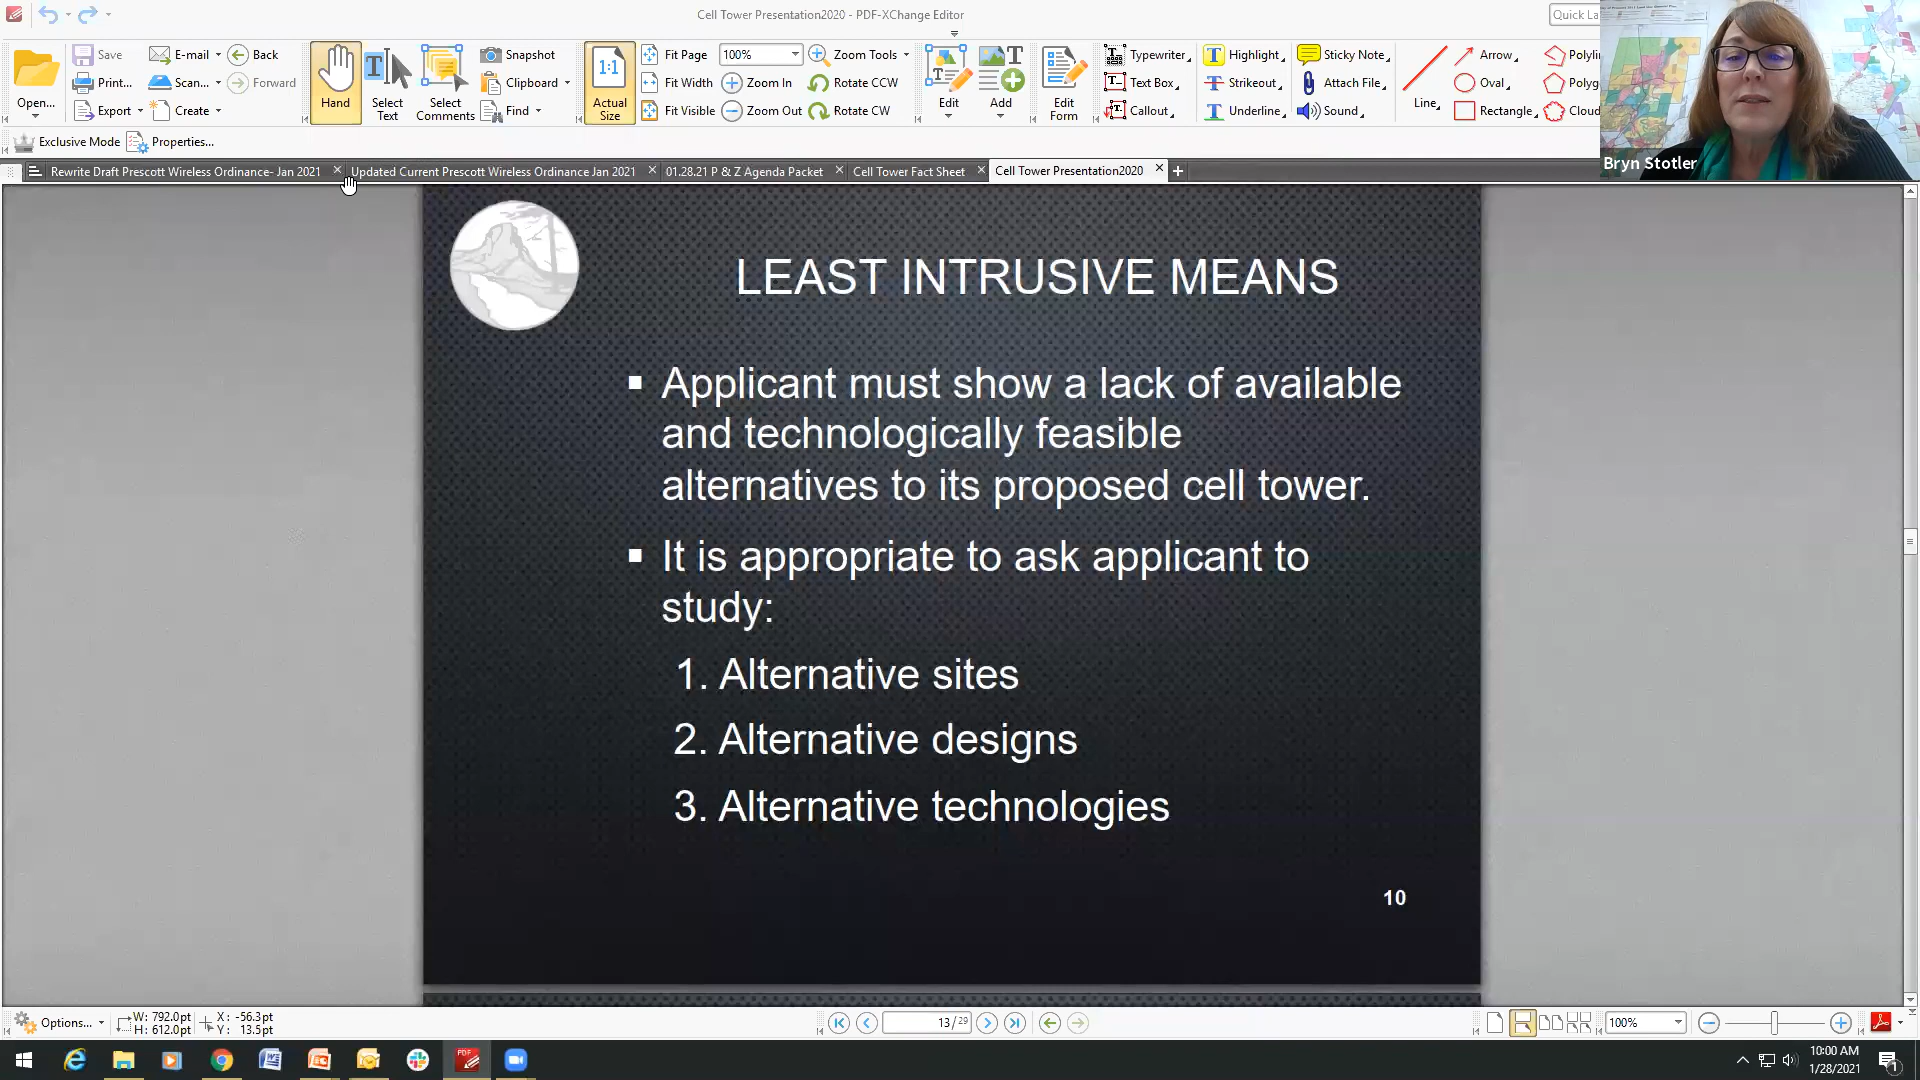 Cell Tower Presentation2020 - PDF-XChange Editor
Quick La
Open...
Save
Print...
Export
E-mail
Scan...
Create
Back
Forward
Hand
Select
Text
Select
Comments
Snapshot
Clipboard
Find
1:1
Actual
Size
Fit Page
Fit Width
Fit Visible
100%
Zoom In
Zoom Out
Zoom Tools
Rotate CCW
Rotate CW
Edit
Add
Edit
Form
Typewriter
Text Box
Callout
Highlight
Strikeout
Underline
Sticky Note
Attach File
Sound
Line
Arrow
Oval
Rectangle
Polylin
Polygo
Cloud
Exclusive Mode
Properties...
Bryn Stotler
Rewrite Draft Prescott Wireless Ordinance- Jan 2021
Updated Current Prescott Wireless Ordinance Jan 2021
01.28.21 P & Z Agenda Packet
Cell Tower Fact Sheet
Cell Tower Presentation2020
LEAST INTRUSIVE MEANS
▪ Applicant must show a lack of available
and technologically feasible
alternatives to its proposed cell tower.
▪ It is appropriate to ask applicant to
study:
1. Alternative sites
2. Alternative designs
3. Alternative technologies
10
Options...
W: 792.0pt
H: 612.0pt
X: -56.3pt
Y: 13.5pt
13/29
100%
10:00 AM
1/28/2021